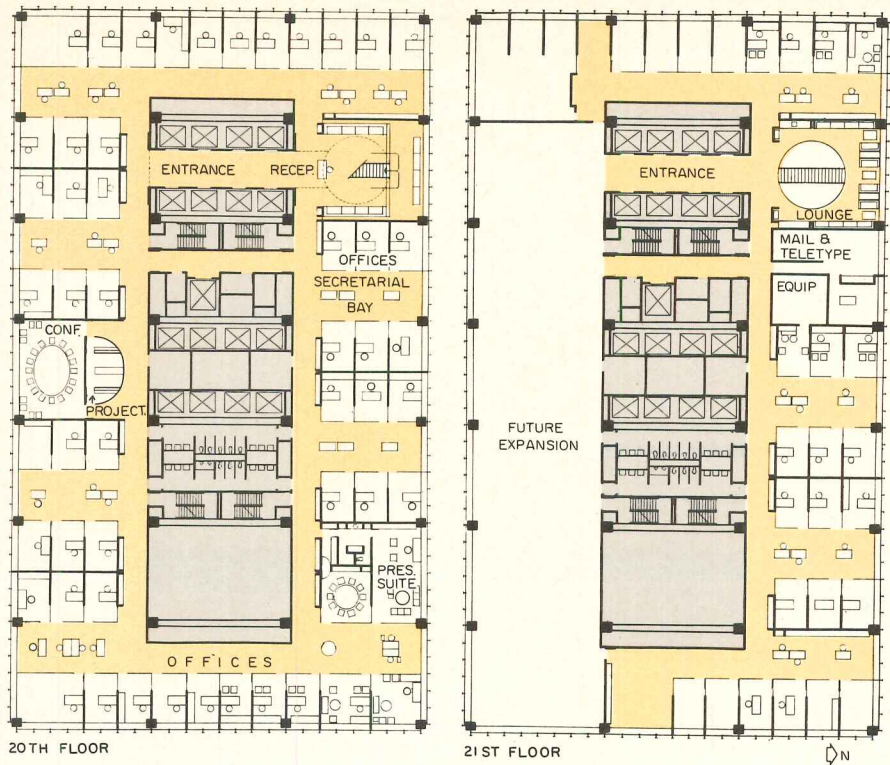 ENTRANCE
RECEP.
OFFICES
SECRETARIAL
BAY
CONF.
PROJECT.
PRES.
SUITE
OFFICES
20TH FLOOR
ENTRANCE
LOUNGE
MAIL &
TELETYPE
EQUIP
FUTURE
EXPANSION
21ST FLOOR
N